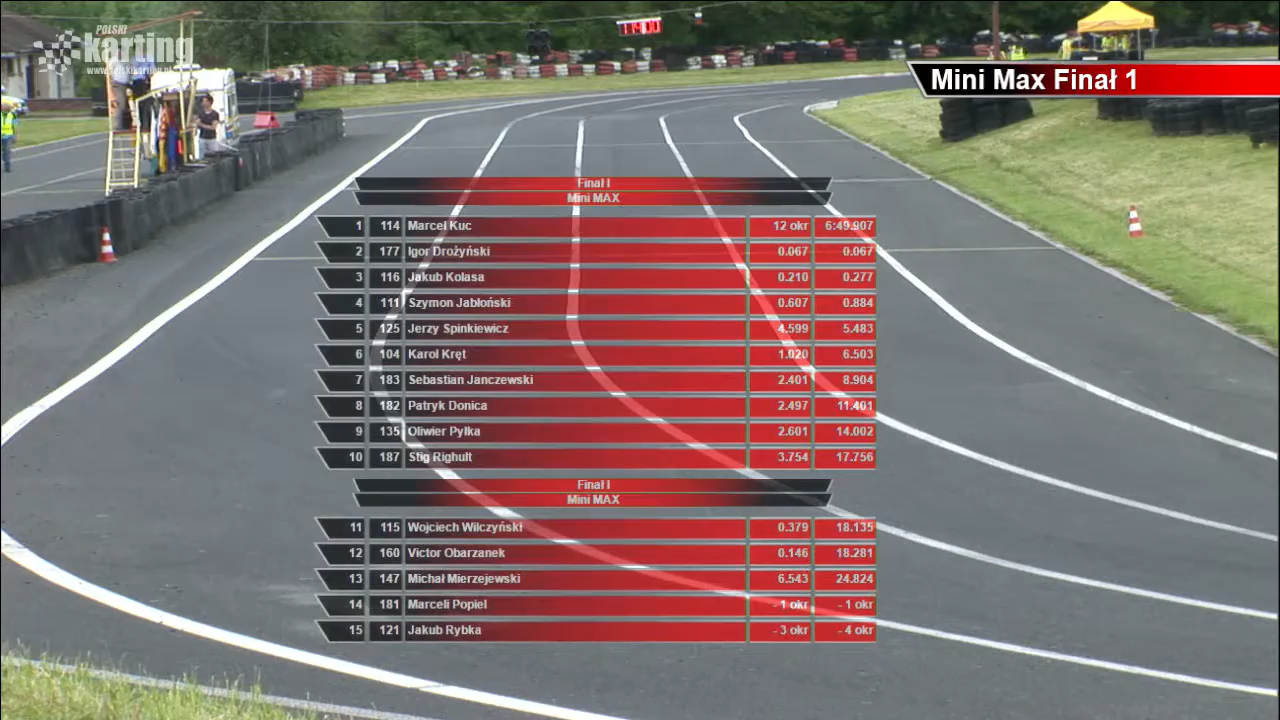 POLSKI
karting
www.polskikarting.pl
Mini Max Finał 1
Finał I
Mini MAX
1 114 Marcel Kuc 12 okr 6:49.907
2 177 Igor Drożyński 0.067 0.067
3 116 Jakub Kolasa 0.210 0.277
4 111 Szymon Jabłoński 0.607 0.884
5 125 Jerzy Spinkiewicz 4.599 5.483
6 104 Karol Kręt 1.020 6.503
7 183 Sebastian Janczewski 2.401 8.904
8 182 Patryk Donica 2.497 11.401
9 135 Oliwier Pyłka 2.601 14.002
10 187 Stig Righult 3.754 17.756
Finał I
Mini MAX
11 115 Wojciech Wilczyński 0.379 18.135
12 160 Victor Obarzanek 0.146 18.281
13 147 Michał Mierzejewski 6.543 24.824
14 181 Marceli Popiel - 1 okr - 1 okr
15 121 Jakub Rybka - 3 okr - 4 okr